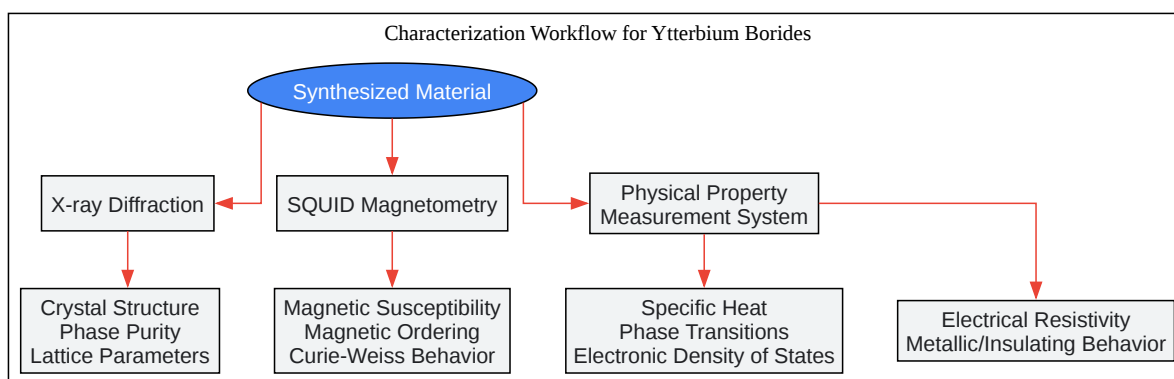 Characterization Workflow for Ytterbium Borides
Synthesized Material
X-ray Diffraction
SQUID Magnetometry
Physical Property
Measurement System
Crystal Structure
Phase Purity
Lattice Parameters
Magnetic Susceptibility
Magnetic Ordering
Curie-Weiss Behavior
Specific Heat
Phase Transitions
Electronic Density of States
Electrical Resistivity
Metallic/Insulating Behavior